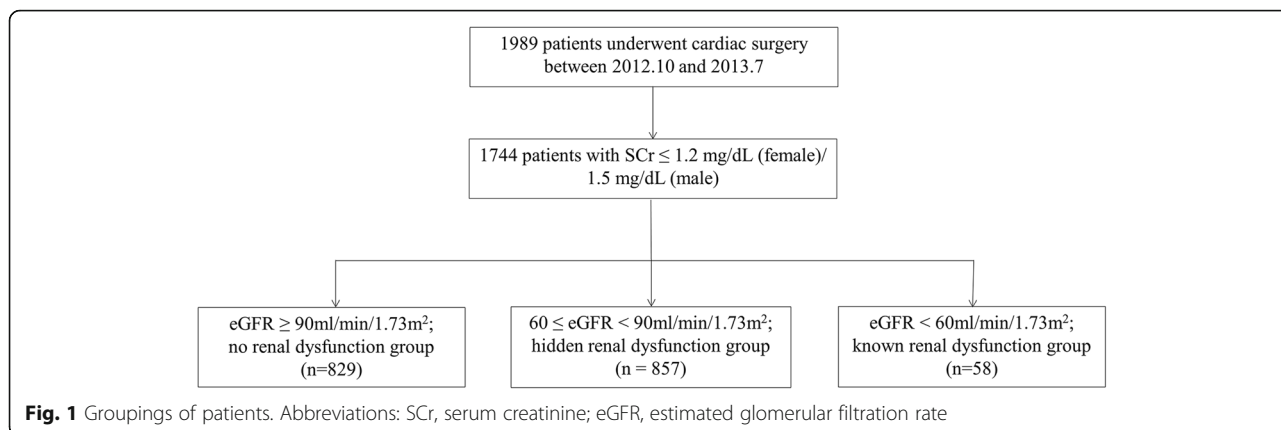 1989 patients underwent cardiac surgery
between 2012.10 and 2013.7
1744 patients with SCr ≤ 1.2 mg/dL (female)/
1.5 mg/dL (male)
eGFR ≥ 90ml/min/1.73m²;
no renal dysfunction group
(n=829)
60 ≤ eGFR < 90ml/min/1.73m²;
hidden renal dysfunction group
(n = 857)
eGFR < 60ml/min/1.73m²;
known renal dysfunction group
(n=58)
Fig. 1 Groupings of patients. Abbreviations: SCr, serum creatinine; eGFR, estimated glomerular filtration rate